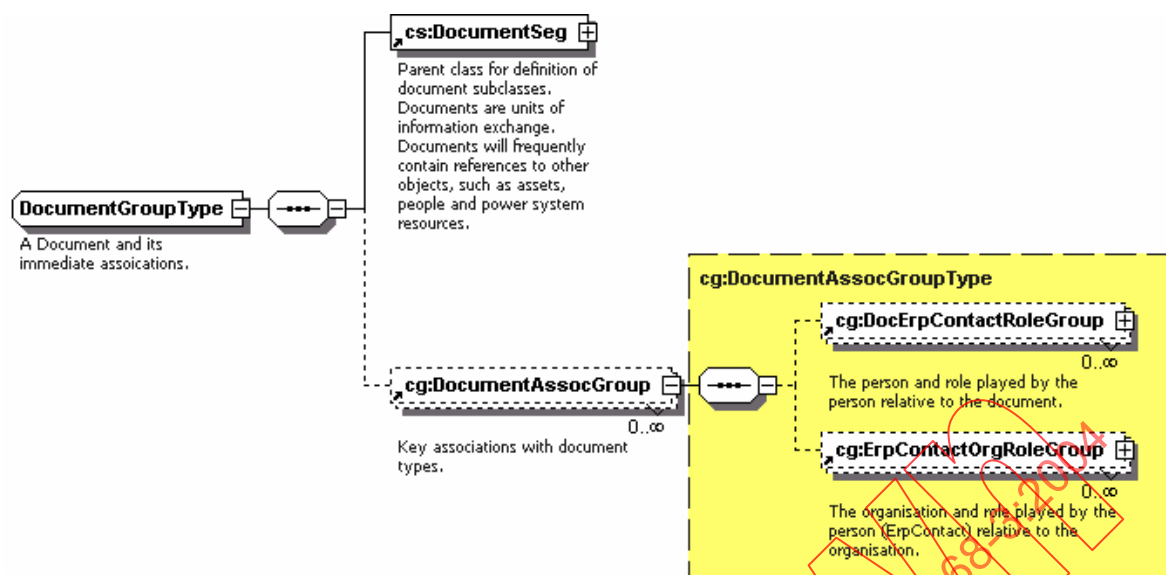 cs:DocumentSeg
Parent class for definition of
document subclasses.
Documents are units of
information exchange.
Documents will frequently
contain references to other
objects, such as assets,
people and power system
resources.
DocumentGroupType
A Document and its
immediate assoications.
cg:DocumentAssocGroupType
cg:DocErpContactRoleGroup
0..∞
The person and role played by the
person relative to the document.
cg:DocumentAssocGroup
0..∞
Key associations with document
types.
cg:ErpContactOrgRoleGroup
0..∞
The organisation and role played by the
person (ErpContact) relative to the
organisation.
68-3:2004